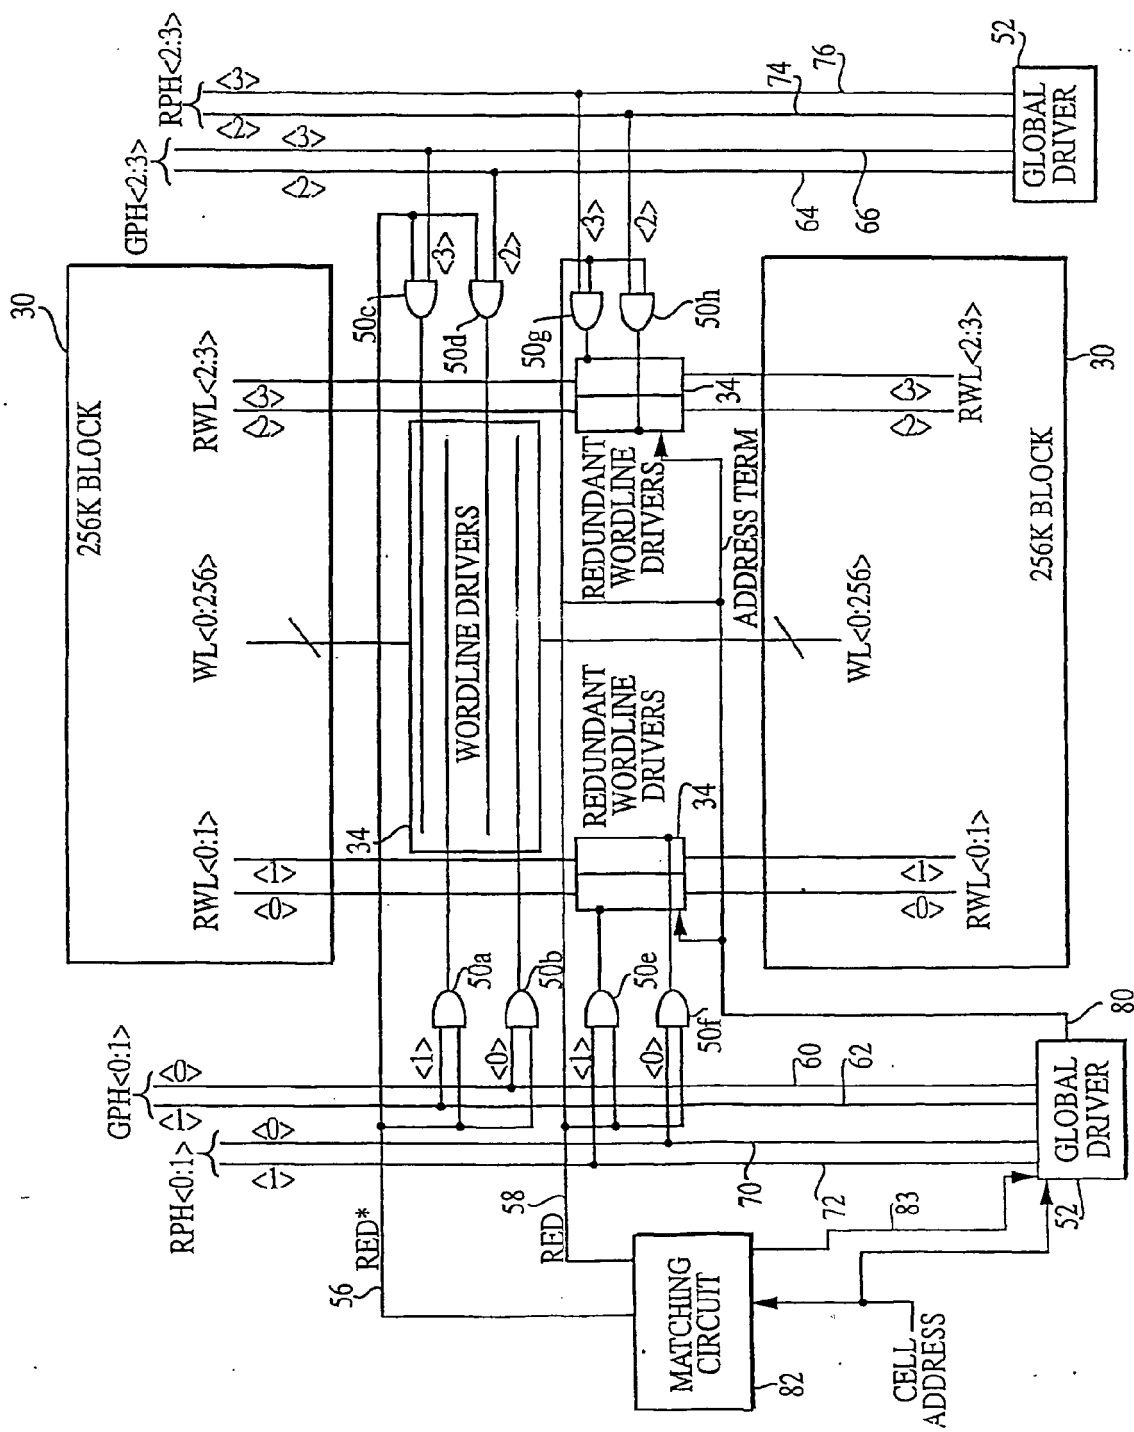 30
256K BLOCK
RWL<0:1>
<0>
<1>
WL<0:256>
RWL<2:3>
<2>
<3>
GPH<0:1>
<1>
<0>
RPH<0:1>
<1>
<0>
GPH<2:3>
<2>
<3>
RPH<2:3>
<2>
<3>
56
RED*
<1>
50a
<0>
50b
34
WORDLINE DRIVERS
50c
<3>
50d
<2>
58
RED
<1>
50e
<0>
50f
REDUNDANT
WORDLINE
DRIVERS
34
REDUNDANT
WORDLINE
DRIVERS
34
50g
<3>
50h
<2>
ADDRESS TERM
MATCHING
CIRCUIT
82
83
72
70
60
62
64
66
74
76
CELL
ADDRESS
WL<0:256>
<0>
<1>
RWL<0:1>
<2>
<3>
RWL<2:3>
256K BLOCK
30
80
GLOBAL
DRIVER
52
GLOBAL
DRIVER
52